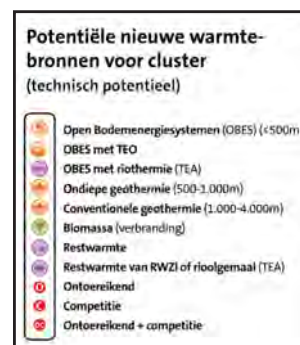 Potentiële nieuwe warmte-
bronnen voor cluster
(technisch potentieel)
Open Bodemenergiesystemen (OBES) (<500m
OBES met TEO
OBES met riothermie (TEA)
Ondiepe geothermie (500-1.000m)
Conventionele geothermie (1.000-4.000m)
Biomassa (verbranding)
Restwarmte
Restwarmte van RWZI of rioolgemaal (TEA)
Ontoereikend
Competitie
Ontoereikend + competitie